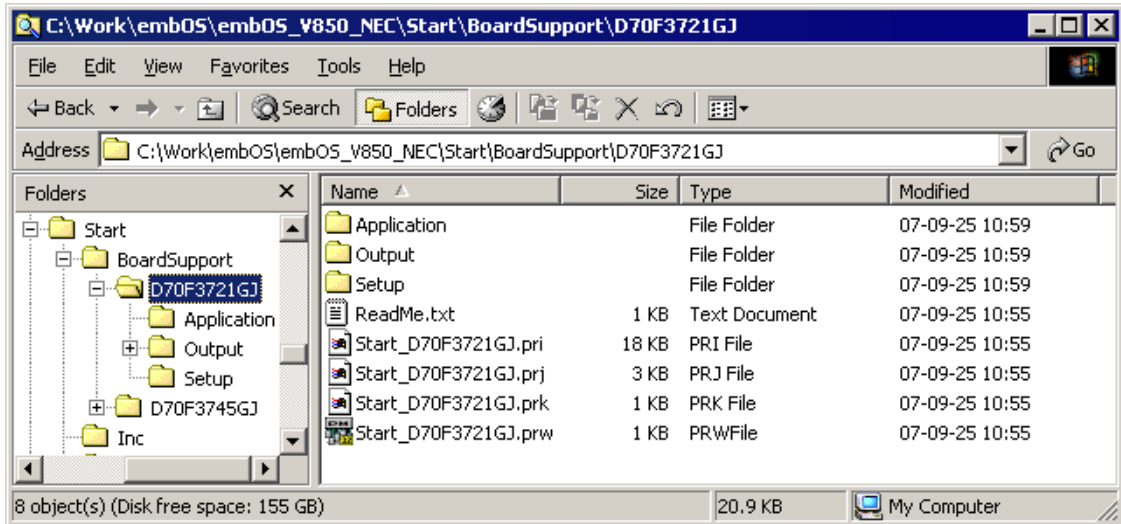 C:\Work\embOS\embOS_V850_NEC\Start\BoardSupport\D70F3721GJ
File Edit View Favorites Tools Help
Back Search Folders
Address C:\Work\embOS\embOS_V850_NEC\Start\BoardSupport\D70F3721GJ Go
Folders x
Start
BoardSupport
D70F3721GJ
Application
Output
Setup
D70F3745GJ
Inc
Name Size Type Modified
Application File Folder 07-09-25 10:59
Output File Folder 07-09-25 10:59
Setup File Folder 07-09-25 10:59
ReadMe.txt 1 KB Text Document 07-09-25 10:55
Start_D70F3721GJ.pri 18 KB PRI File 07-09-25 10:55
Start_D70F3721GJ.prj 3 KB PRJ File 07-09-25 10:55
Start_D70F3721GJ.prk 1 KB PRK File 07-09-25 10:55
Start_D70F3721GJ.prw 1 KB PRWFile 07-09-25 10:55
8 object(s) (Disk free space: 155 GB) 20.9 KB My Computer